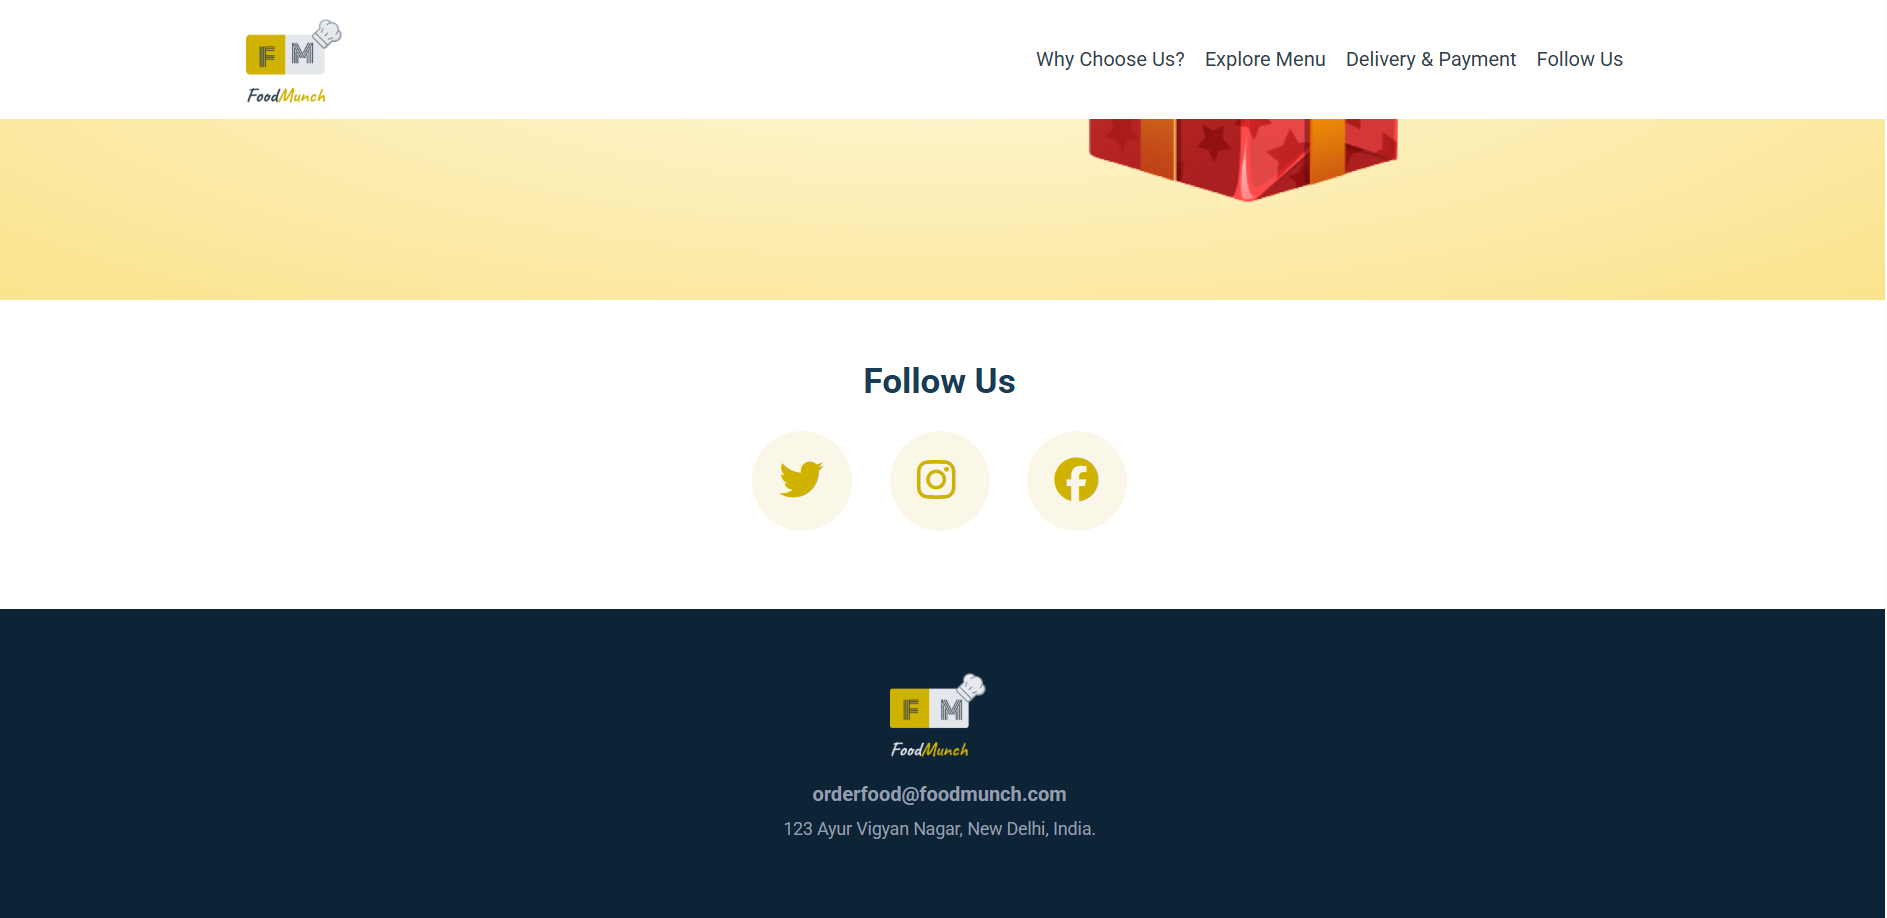 F M
FoodMunch
Why Choose Us? Explore Menu Delivery & Payment Follow Us
Follow Us
F M
FoodMunch
orderfood@foodmunch.com
123 Ayur Vigyan Nagar, New Delhi, India.